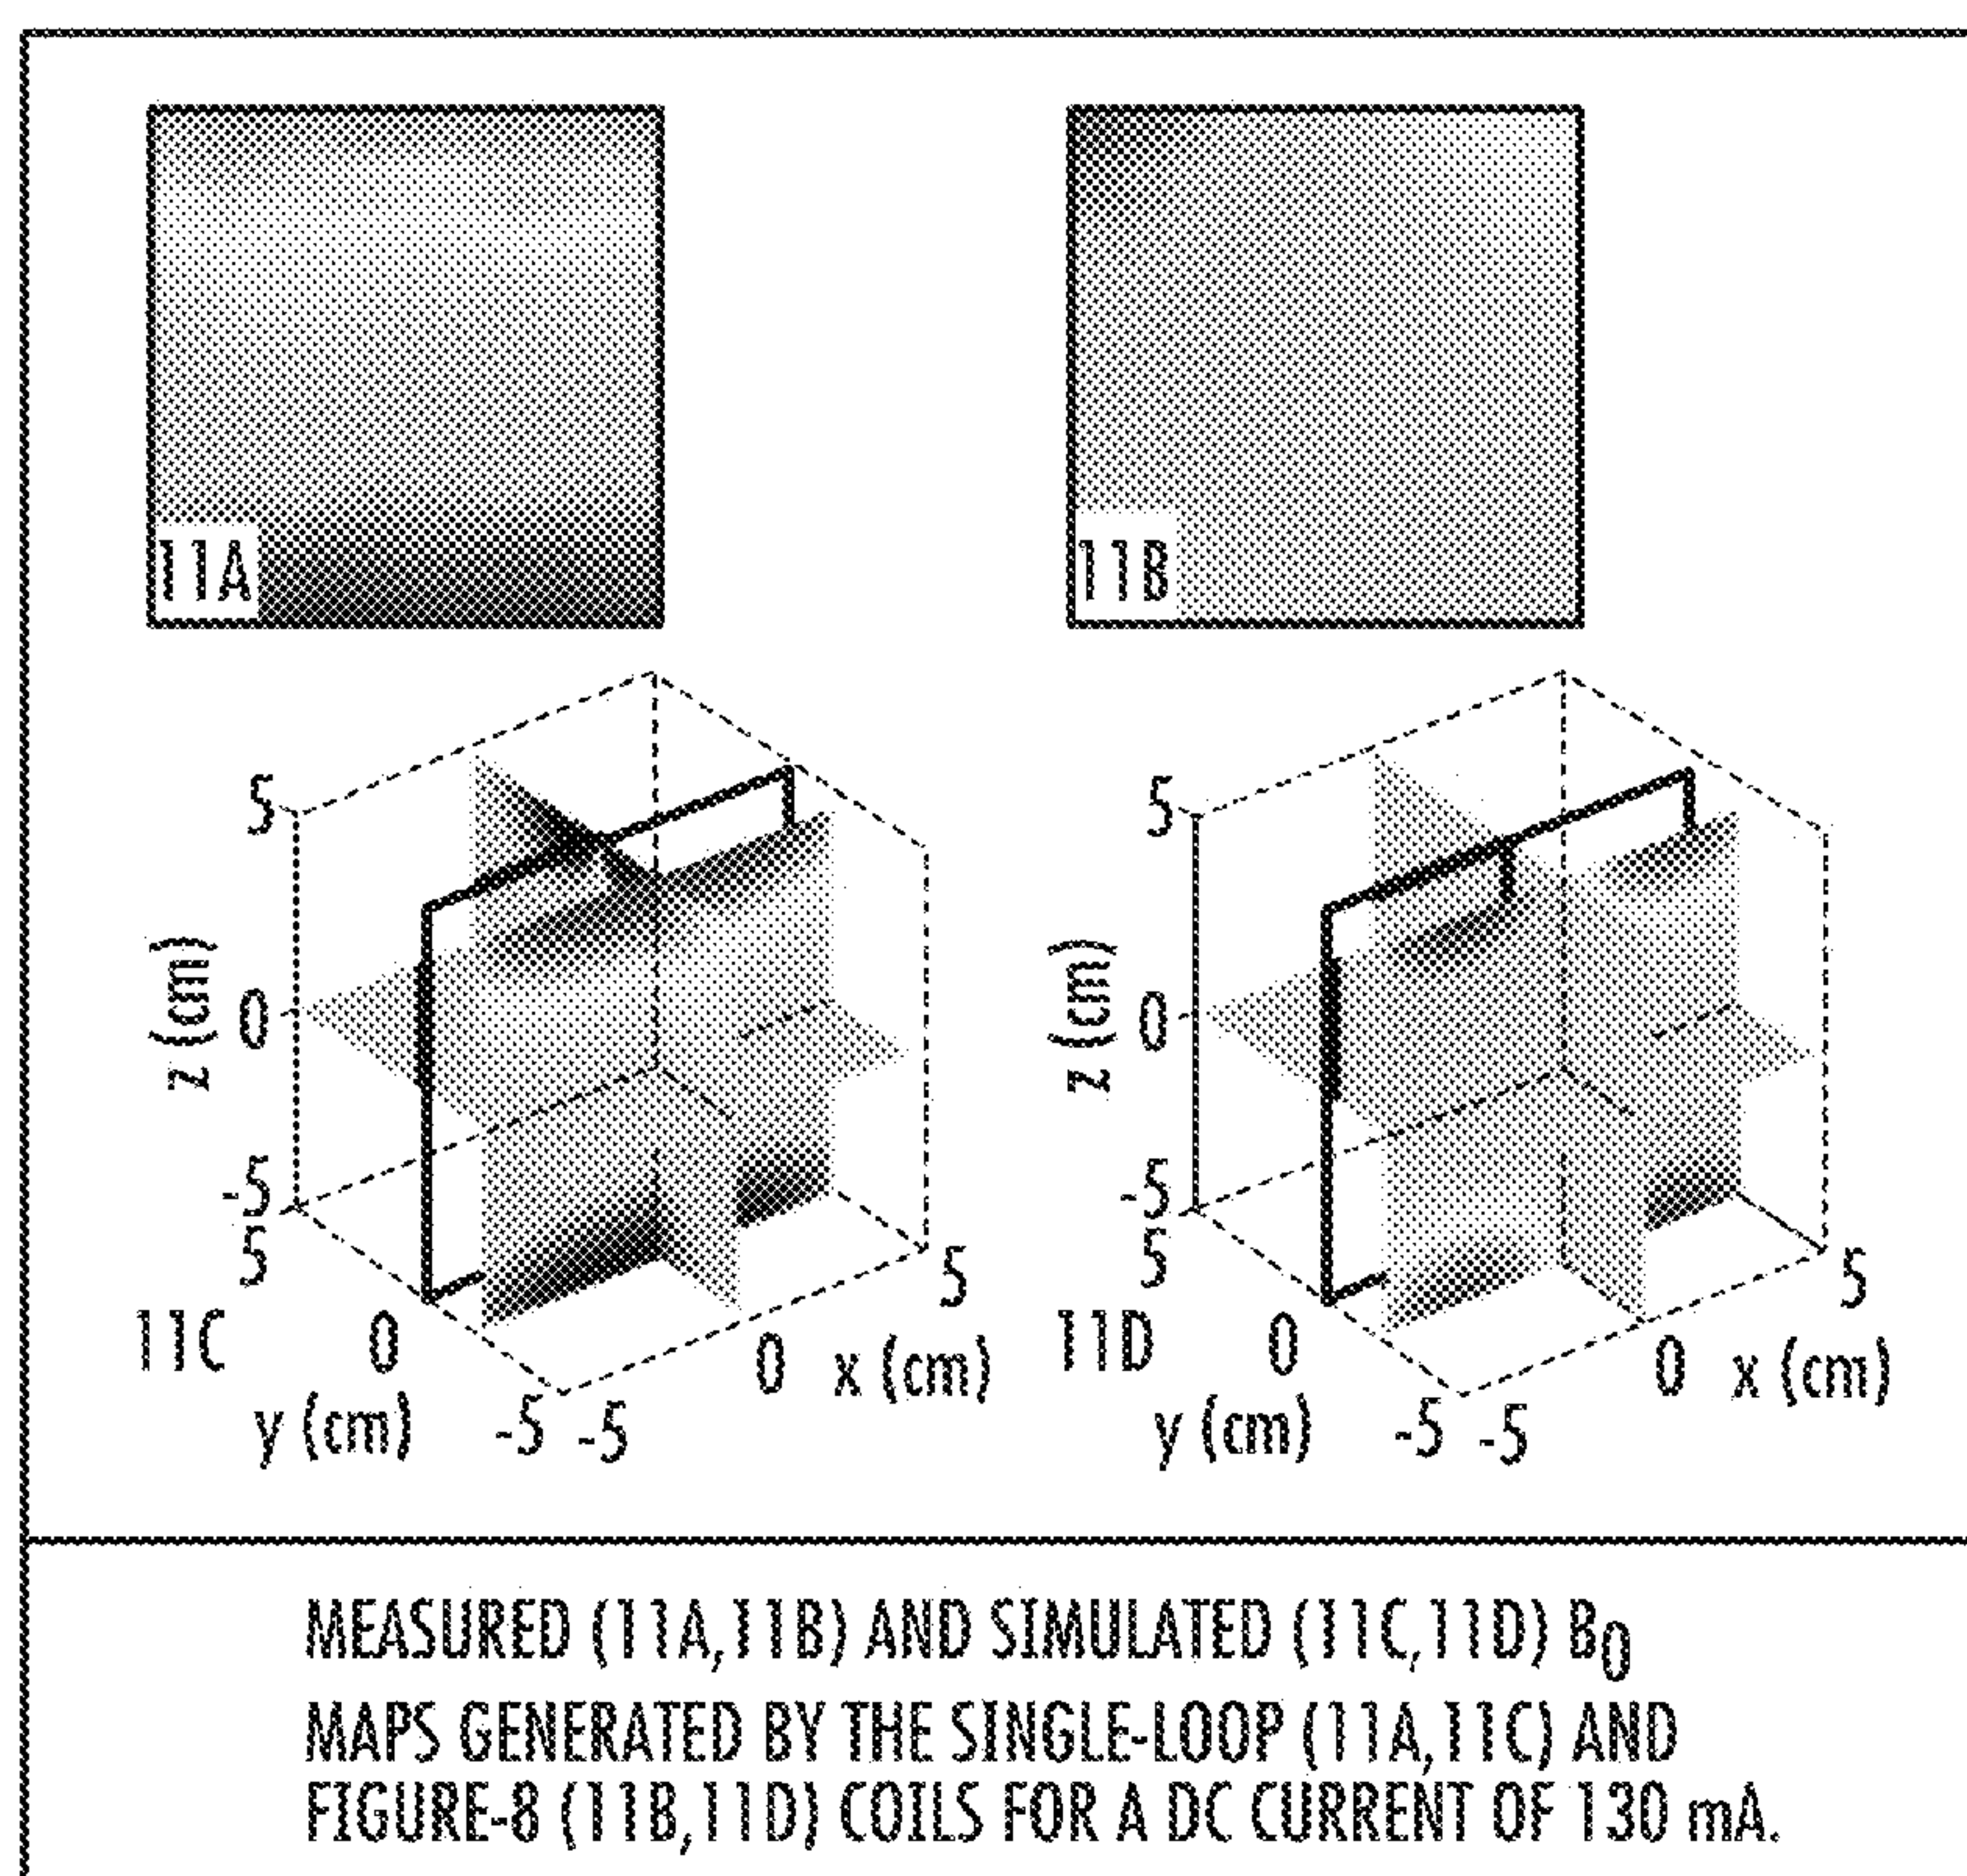 11A
11B
5
z (cm)
0
-5
5
11C
0
y (cm)
-5
-5
0
x (cm)
5
5
z (cm)
0
-5
5
11D
0
y (cm)
-5
-5
0
x (cm)
5
MEASURED (11A,11B) AND SIMULATED (11C,11D) B0
MAPS GENERATED BY THE SINGLE-LOOP (11A,11C) AND
FIGURE-8 (11B,11D) COILS FOR A DC CURRENT OF 130 mA.